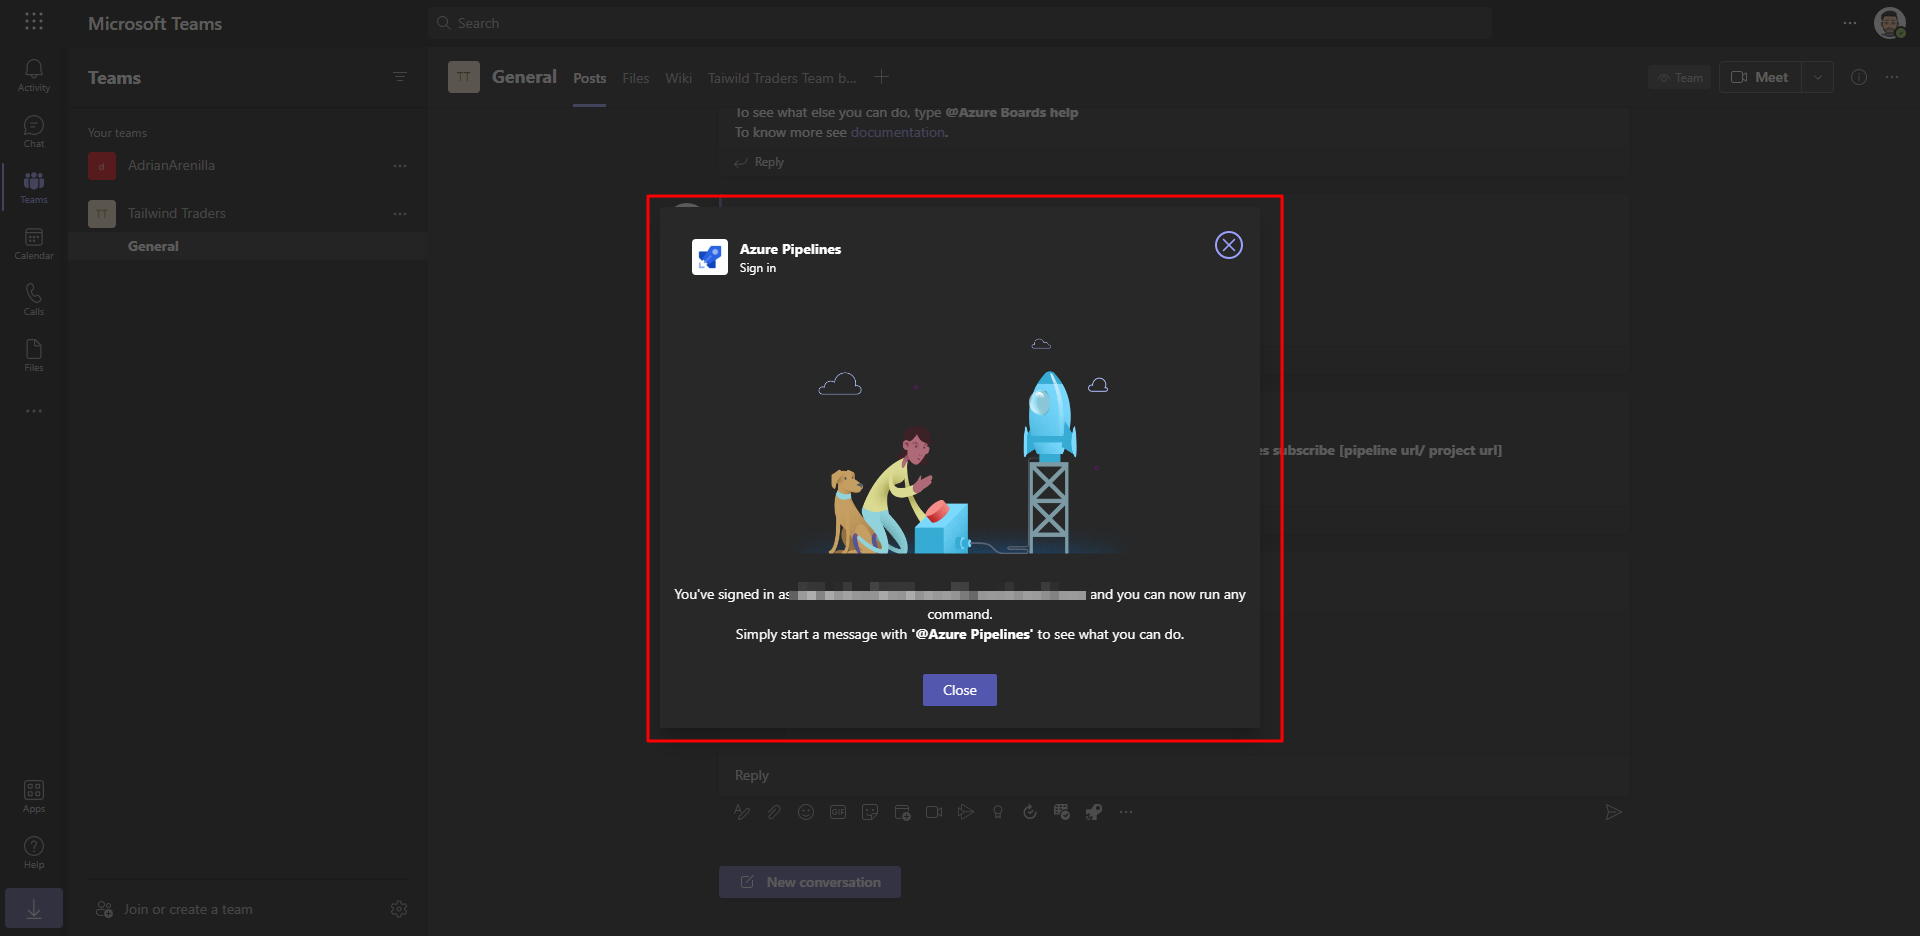 Microsoft Teams
Search
Activity
Chat
Teams
Calendar
Calls
Files
Apps
Help
Teams
Your teams
d
AdrianArenilla
TT
Tailwind Traders
General
Join or create a team
TT
General
Posts
Files
Wiki
Taiwild Traders Team b...
Team
Meet
To see what else you can do, type @Azure Boards help
To know more see documentation.
Reply
Azure Pipelines
Sign in
es subscribe [pipeline url/ project url]
You've signed in as and you can now run any
command.
Simply start a message with '@Azure Pipelines' to see what you can do.
Close
Reply
GIF
New conversation